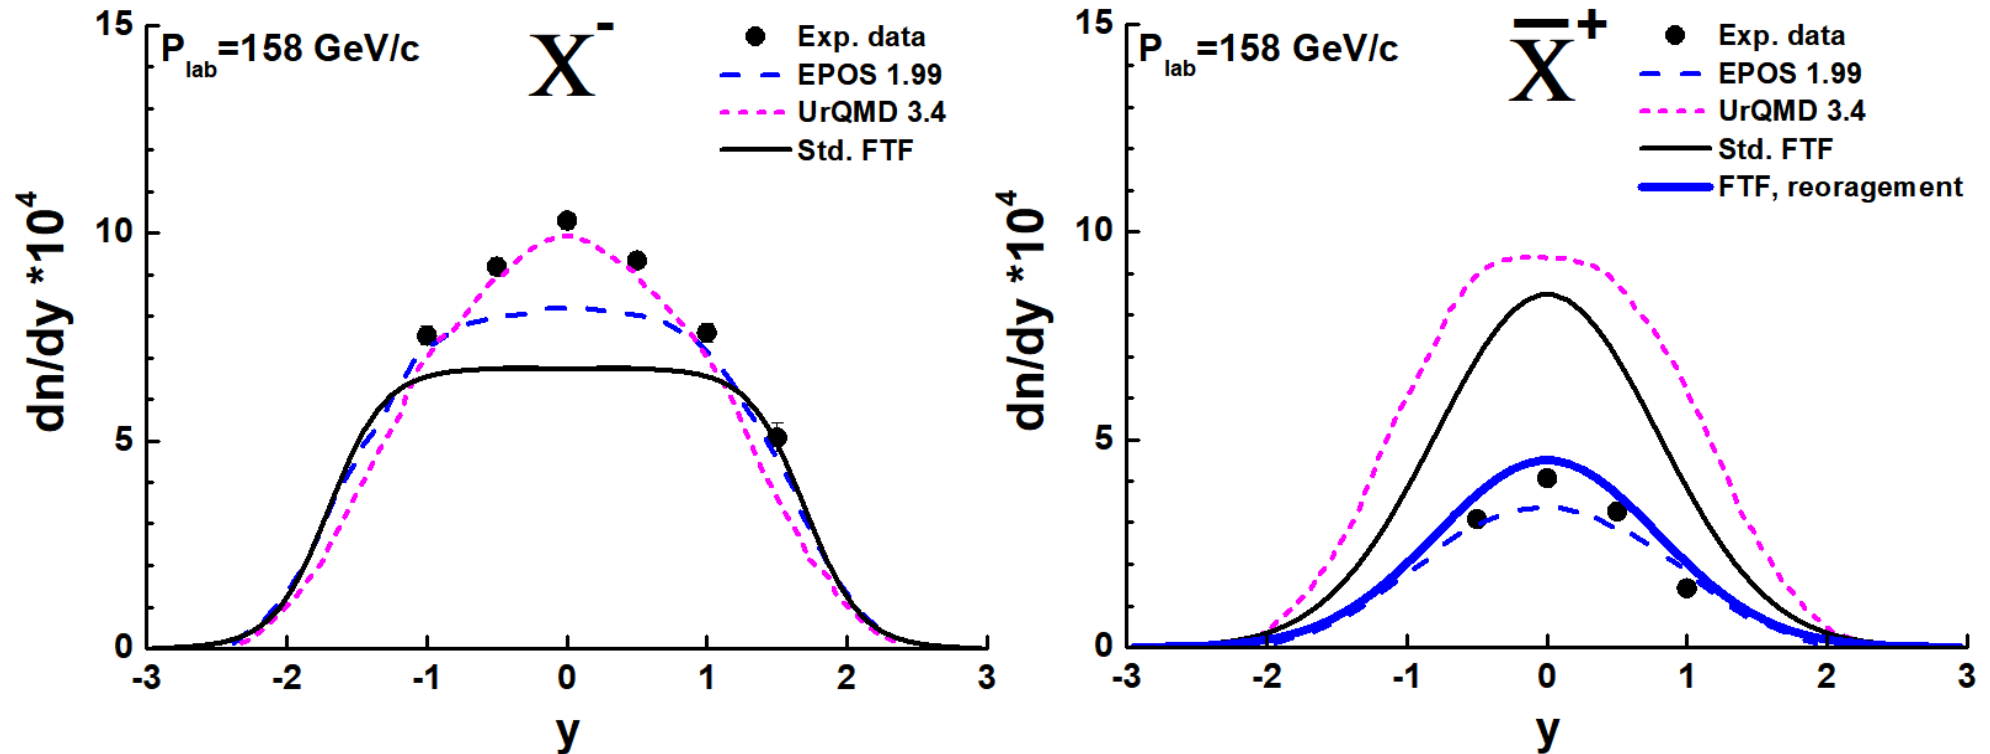 P_lab=158 GeV/c
X^-
Exp. data
EPOS 1.99
UrQMD 3.4
Std. FTF
dn/dy *10^4
15
10
5
0
-3 -2 -1 0 1 2 3
y
P_lab=158 GeV/c
X̅^+
Exp. data
EPOS 1.99
UrQMD 3.4
Std. FTF
FTF, reoragement
dn/dy *10^4
15
10
5
0
-3 -2 -1 0 1 2 3
y